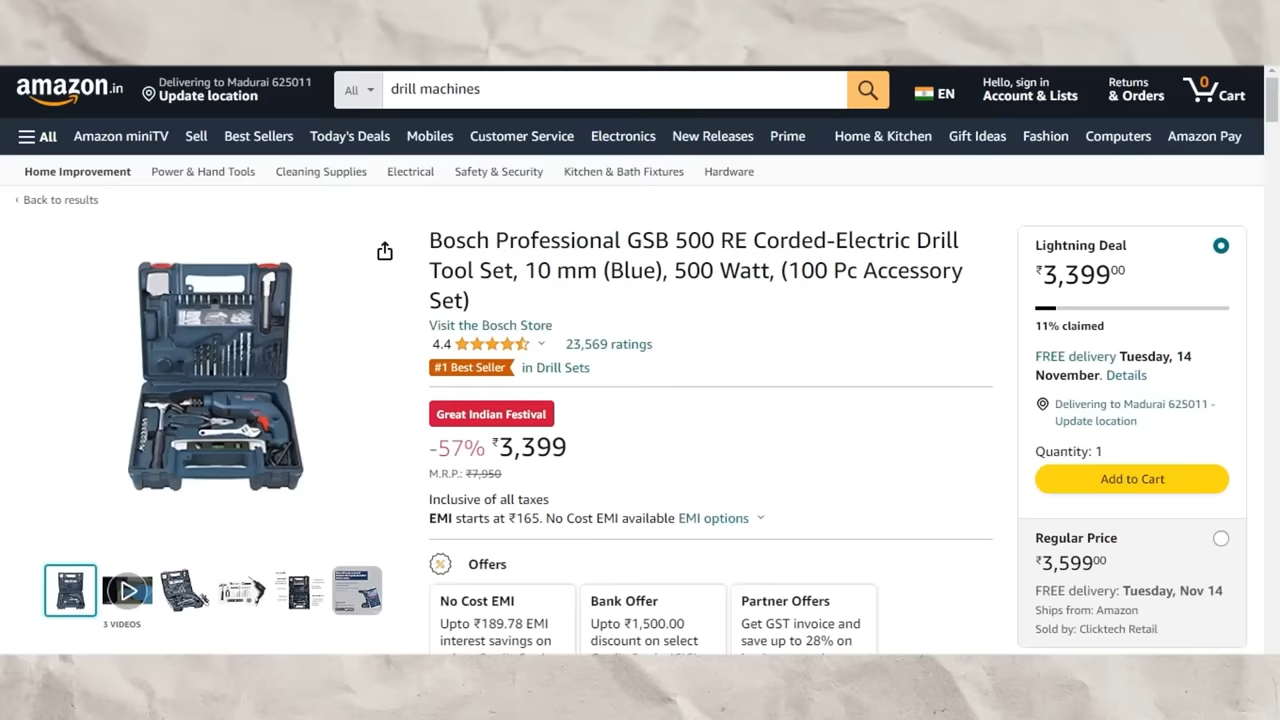 amazon.in
Delivering to Madurai 625011
Update location
All
drill machines
EN
Hello, sign in
Account & Lists
Returns
& Orders
0
Cart
All
Amazon miniTV
Sell
Best Sellers
Today's Deals
Mobiles
Customer Service
Electronics
New Releases
Prime
Home & Kitchen
Gift Ideas
Fashion
Computers
Amazon Pay
Home Improvement
Power & Hand Tools
Cleaning Supplies
Electrical
Safety & Security
Kitchen & Bath Fixtures
Hardware
‹ Back to results
Bosch Professional GSB 500 RE Corded-Electric Drill
Tool Set, 10 mm (Blue), 500 Watt, (100 Pc Accessory
Set)
Visit the Bosch Store
4.4
23,569 ratings
#1 Best Seller
in Drill Sets
Great Indian Festival
-57% ₹3,399
M.R.P.: ₹7,950
Inclusive of all taxes
EMI starts at ₹165. No Cost EMI available EMI options
Offers
No Cost EMI
Upto ₹189.78 EMI
interest savings on
Bank Offer
Upto ₹1,500.00
discount on select
Partner Offers
Get GST invoice and
save up to 28% on
3 VIDEOS
Lightning Deal
₹3,39900
11% claimed
FREE delivery Tuesday, 14
November. Details
Delivering to Madurai 625011 -
Update location
Quantity: 1
Add to Cart
Regular Price
₹3,59900
FREE delivery: Tuesday, Nov 14
Ships from: Amazon
Sold by: Clicktech Retail